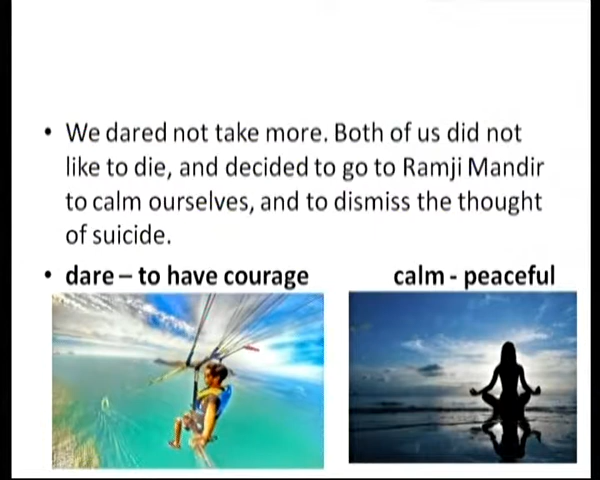 • We dared not take more. Both of us did not
like to die, and decided to go to Ramji Mandir
to calm ourselves, and to dismiss the thought
of suicide.
• dare – to have courage calm - peaceful